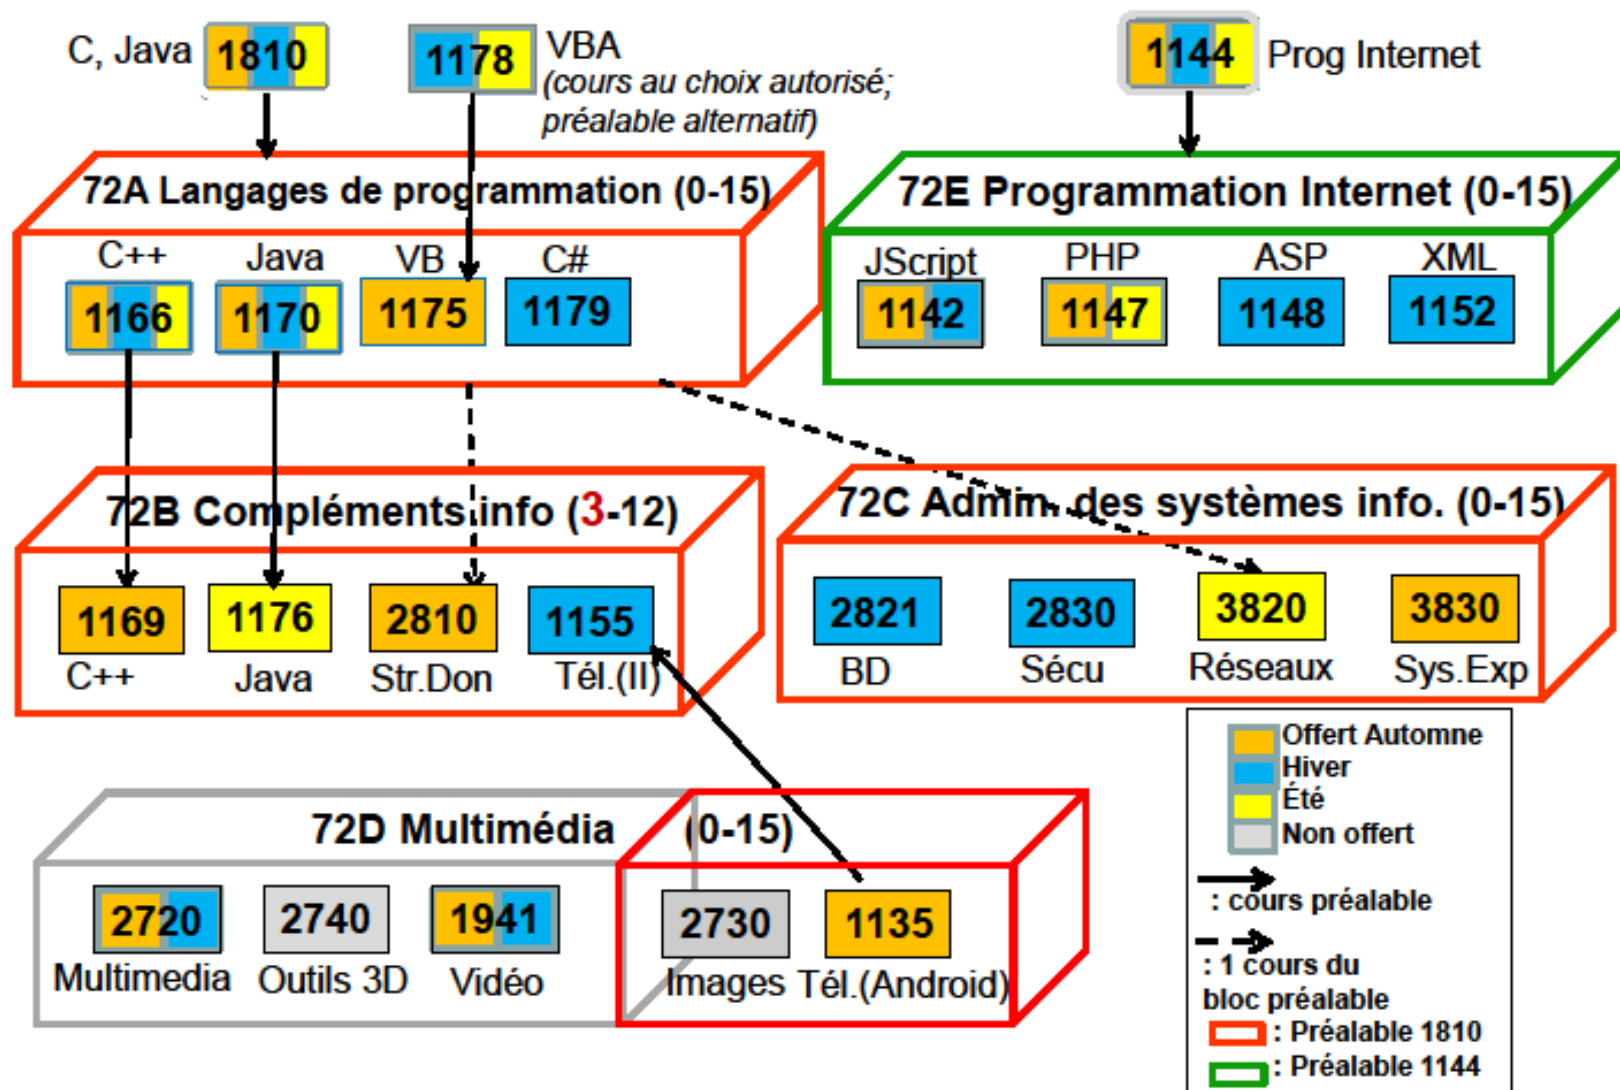 C, Java
1810
1178
VBA
(cours au choix autorisé;
préalable alternatif)
1144
Prog Internet
72A Langages de programmation (0-15)
C++
Java
VB
C#
1166
1170
1175
1179
72E Programmation Internet (0-15)
JScript
PHP
ASP
XML
1142
1147
1148
1152
72B Compléments info (3-12)
1169
1176
2810
1155
C++
Java
Str.Don
Tél.(II)
72C Admin. des systèmes info. (0-15)
2821
2830
3820
3830
BD
Sécu
Réseaux
Sys.Exp
72D Multimédia (0-15)
2720
2740
1941
2730
1135
Multimedia
Outils 3D
Vidéo
Images
Tél.(Android)
Offert Automne
Hiver
Été
Non offert
: cours préalable
: 1 cours du
bloc préalable
: Préalable 1810
: Préalable 1144